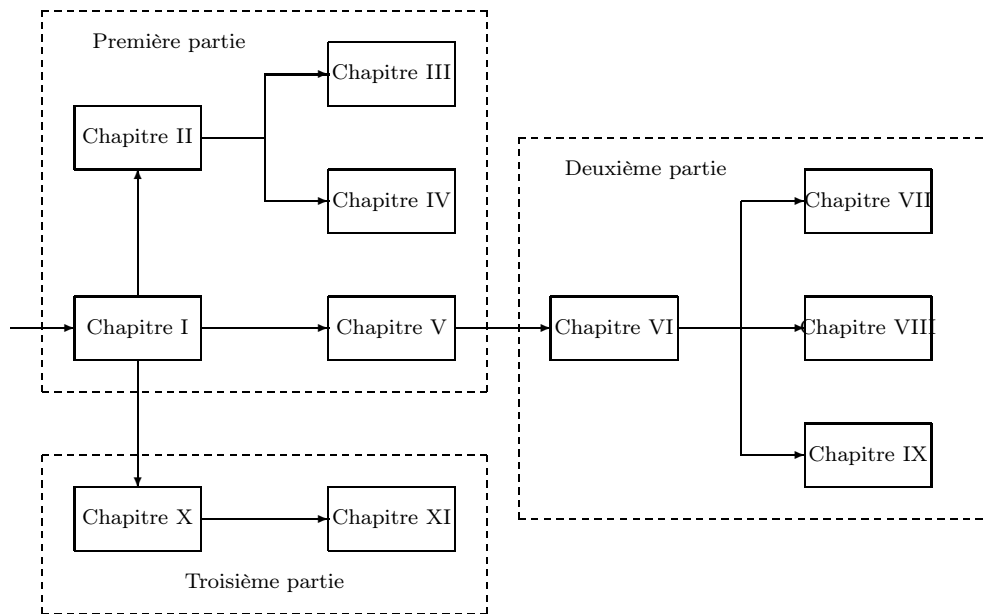 Première partie
Chapitre III
Chapitre II
Chapitre IV
Chapitre I
Chapitre V
Deuxième partie
Chapitre VII
Chapitre VI
Chapitre VIII
Chapitre IX
Chapitre X
Chapitre XI
Troisième partie